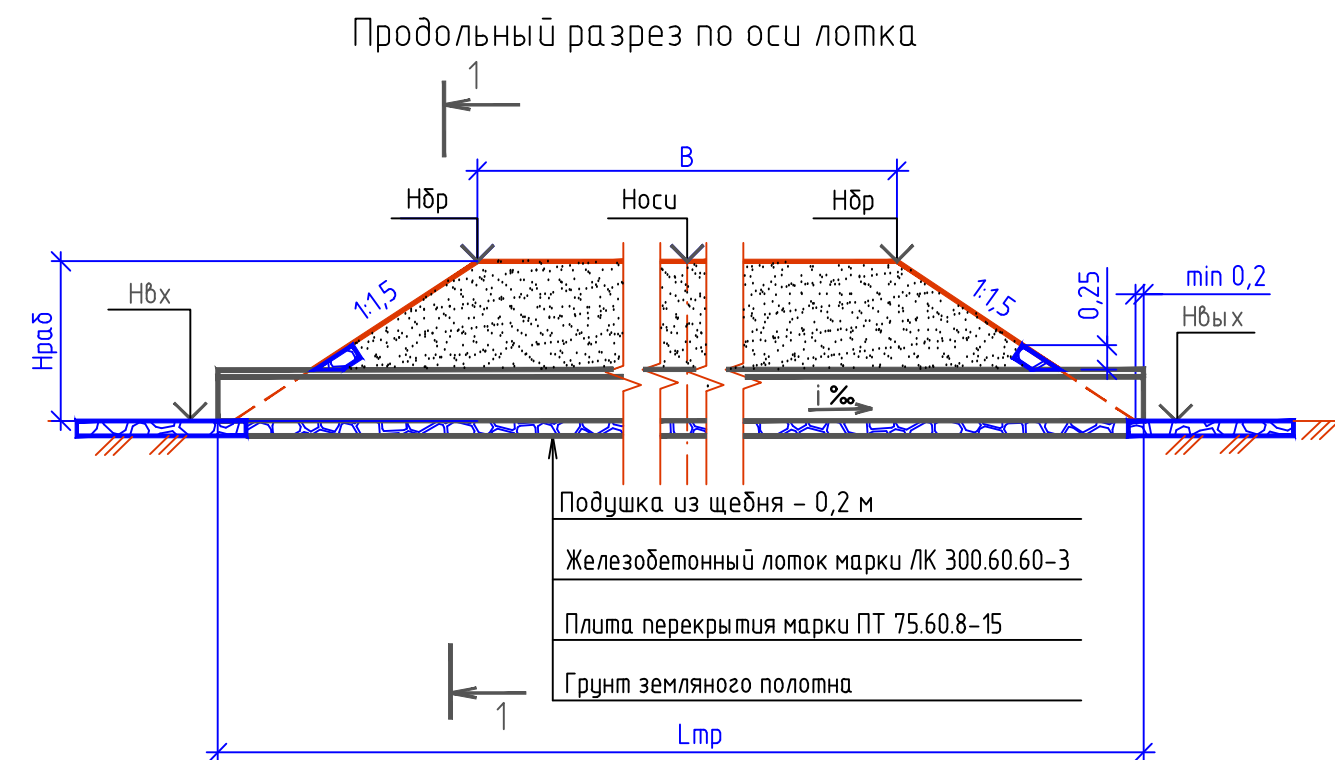 Продольный разрез по оси лотка
1
В
Нбр
Носи
Нбр
Нвх
1:1,5
1:1,5
0,25
min 0,2
Нвых
Нраб
i ‰
Подушка из щебня – 0,2 м
Железобетонный лоток марки ЛК 300.60.60–3
Плита перекрытия марки ПТ 75.60.8–15
Грунт земляного полотна
1
Lтр